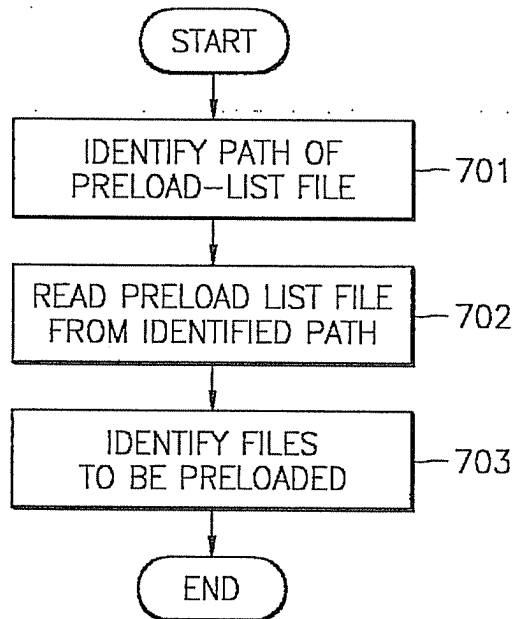 START
IDENTIFY PATH OF
PRELOAD-LIST FILE
701
READ PRELOAD LIST FILE
FROM IDENTIFIED PATH
702
IDENTIFY FILES
TO BE PRELOADED
703
END